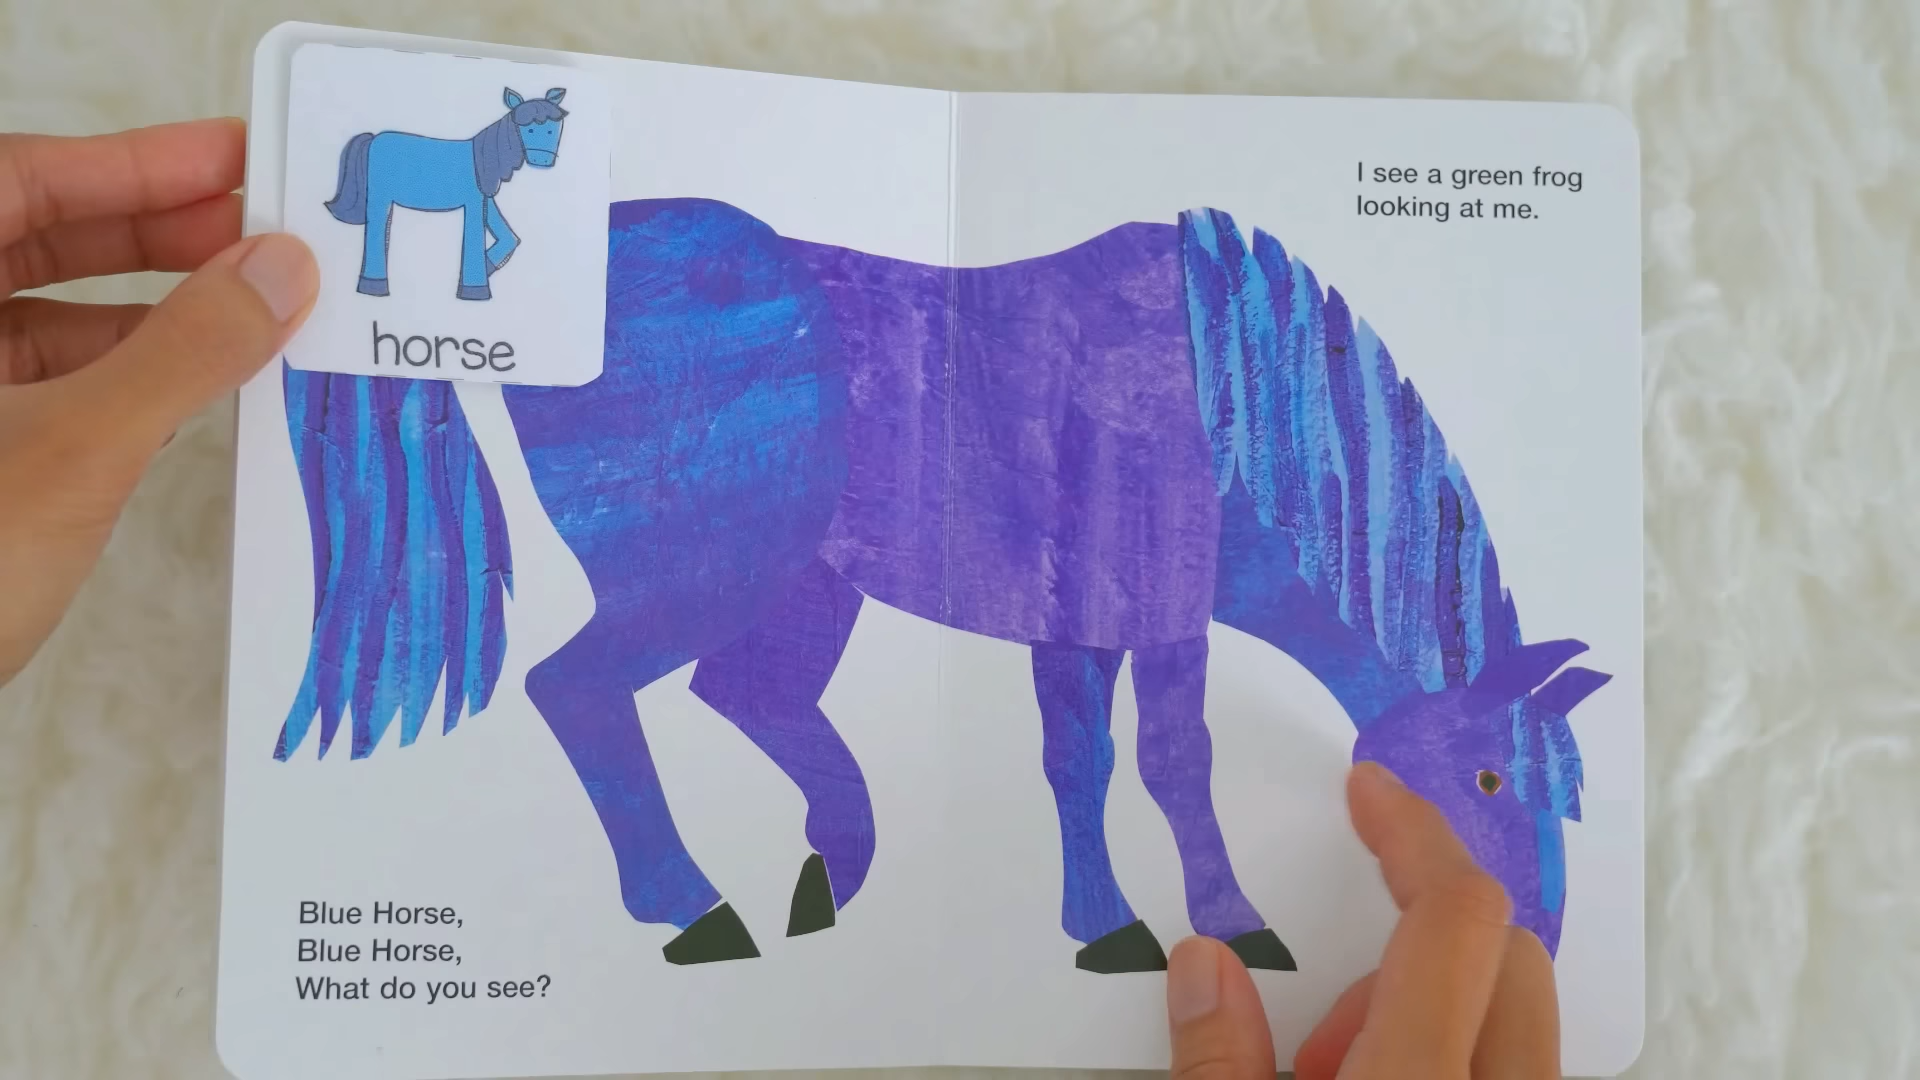 horse
Blue Horse,
Blue Horse,
What do you see?
I see a green frog
looking at me.